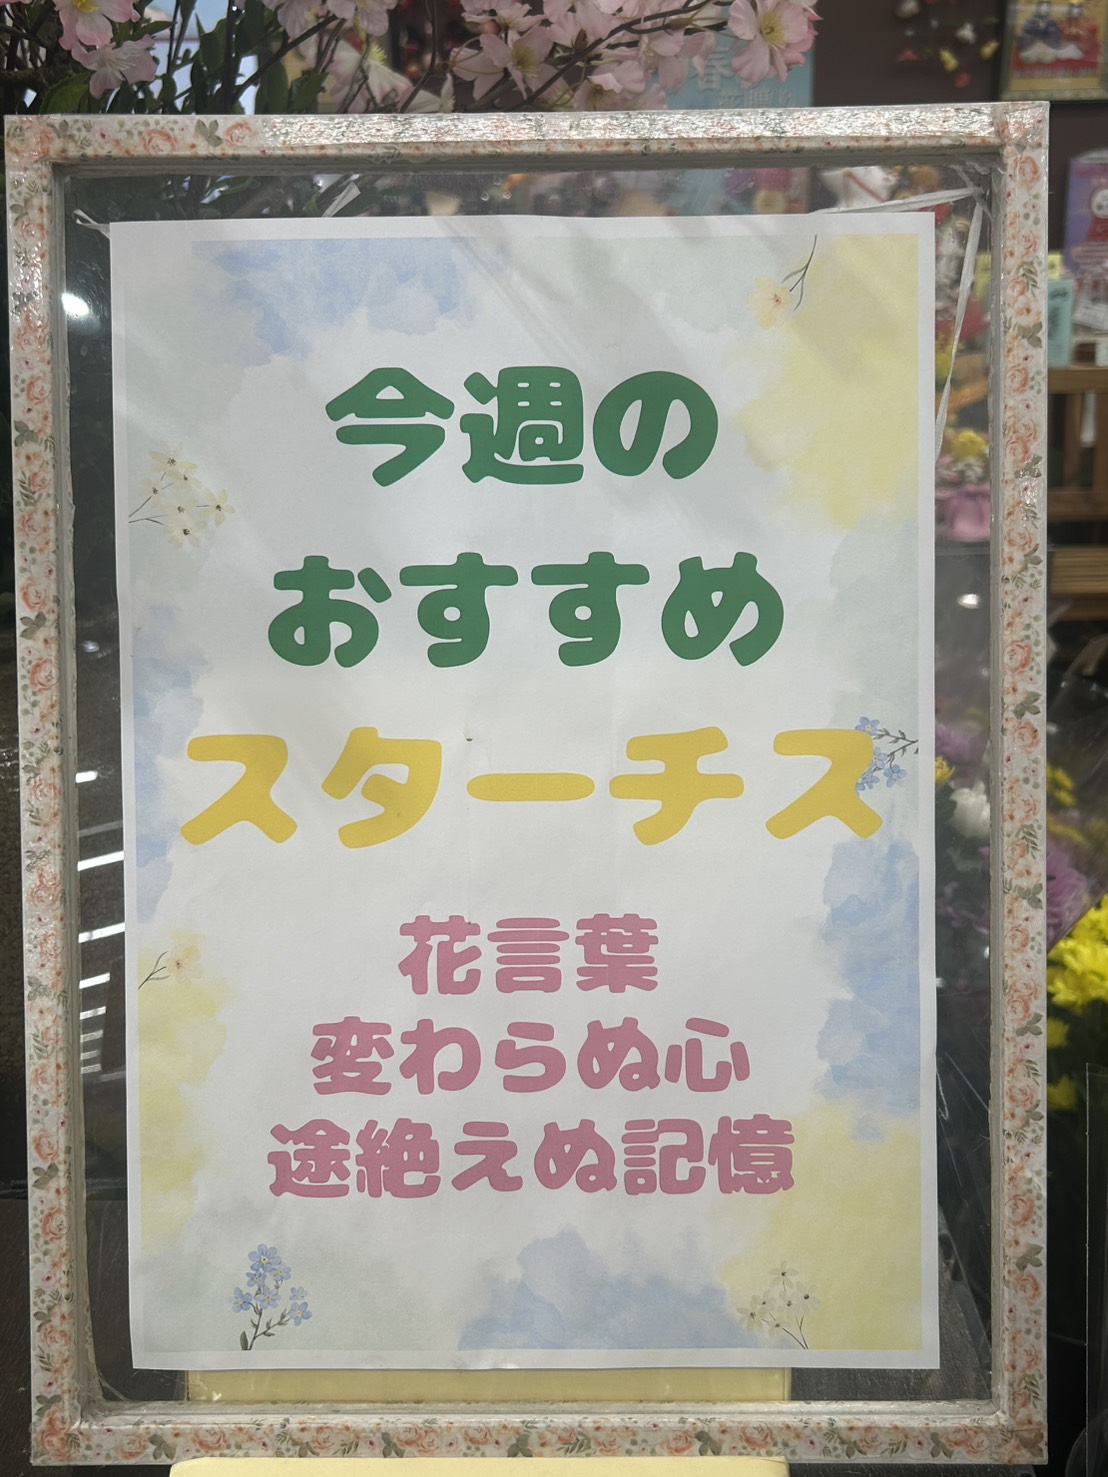 今週の
おすすめ
スターチス
花言葉
変わらぬ心
途絶えぬ記憶